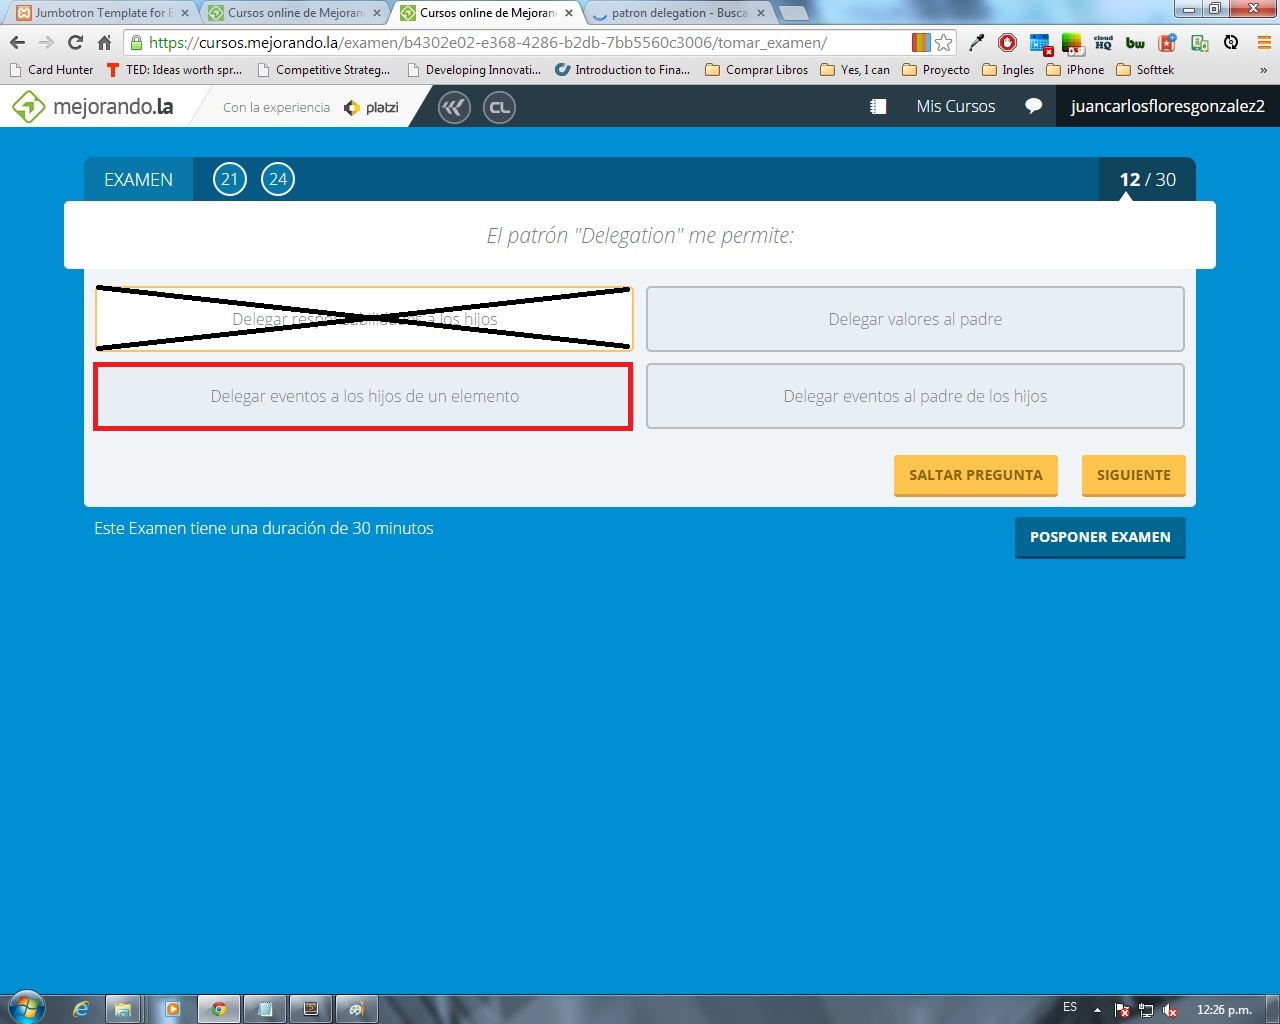 Jumbotron Template for B
Cursos online de Mejoran
Cursos online de Mejoran
patron delegation - Busca
https://cursos.mejorando.la/examen/b4302e02-e368-4286-b2db-7bb5560c3006/tomar_examen/
cloud HQ
bw
Card Hunter
TED: Ideas worth spr...
Competitive Strateg...
Developing Innovati...
Introduction to Fina...
Comprar Libros
Yes, I can
Proyecto
Ingles
iPhone
Softtek
»
mejorando.la
Con la experiencia
platzi
CL
Mis Cursos
juancarlosfloresgonzalez2
EXAMEN
21
24
12 / 30
El patrón "Delegation" me permite:
Delegar responsabilidades a los hijos
Delegar valores al padre
Delegar eventos a los hijos de un elemento
Delegar eventos al padre de los hijos
SALTAR PREGUNTA
SIGUIENTE
Este Examen tiene una duración de 30 minutos
POSPONER EXAMEN
ES
12:26 p.m.